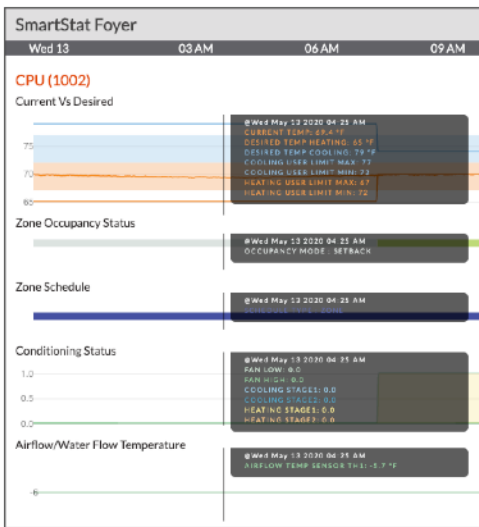 SmartStat Foyer
Wed 13 03 AM 06 AM 09 AM
CPU (1002)
Current Vs Desired
@Wed May 13 2020 04 25 AM
CURRENT TEMP: 69.4 °F
DESIRED TEMP HEATING: 65 °F
DESIRED TEMP COOLING: 79 °F
COOLING USER LIMIT MAX: 77
COOLING USER LIMIT MIN: 72
HEATING USER LIMIT MAX: 67
HEATING USER LIMIT MIN: 72
75
70
65
Zone Occupancy Status
@Wed May 13 2020 04 25 AM
OCCUPANCY MODE : SETBACK
Zone Schedule
@Wed May 13 2020 04 25 AM
Conditioning Status
@Wed May 13 2020 04 25 AM
FAN LOW: 0.0
FAN HIGH: 0.0
COOLING STAGE1: 0.0
COOLING STAGE2: 0.0
HEATING STAGE1: 0.0
HEATING STAGE2: 0.0
1.0
0.5
0.0
Airflow/Water Flow Temperature
@Wed May 13 2020 04 25 AM
AIRFLOW TEMP SENSOR TH1: -5.7 °F
-6